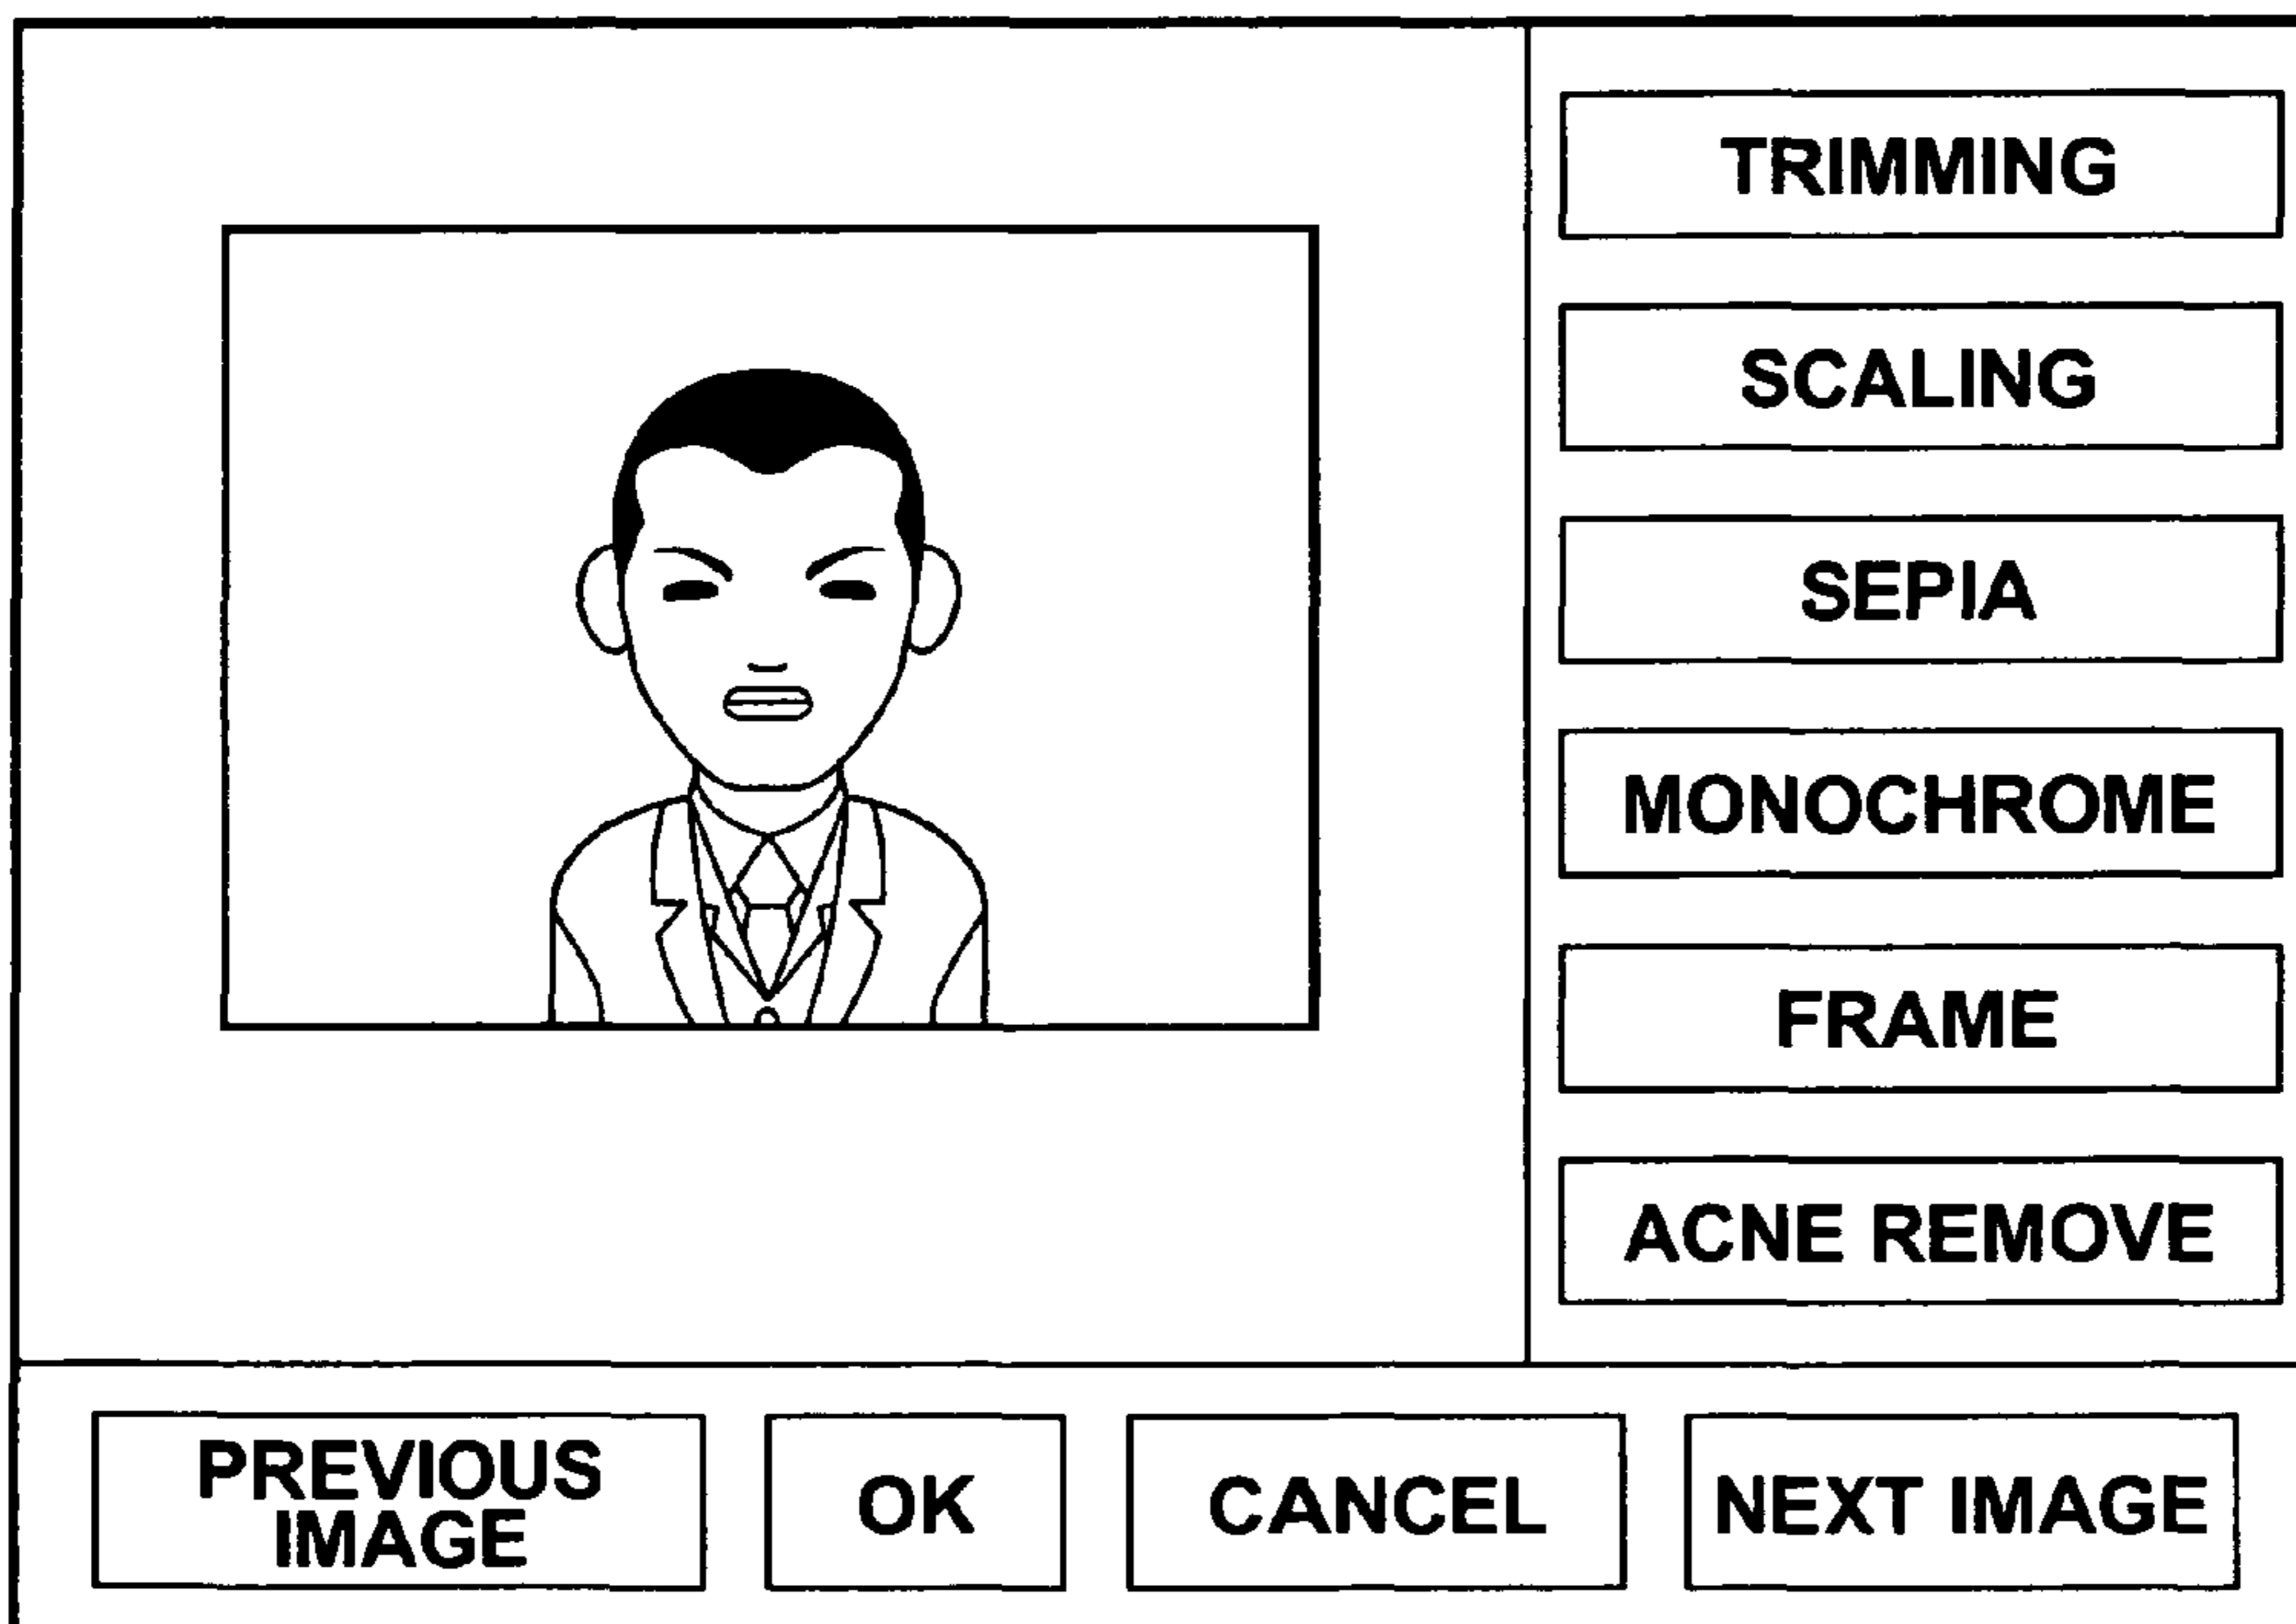 TRIMMING
SCALING
SEPIA
MONOCHROME
FRAME
ACNE REMOVE
PREVIOUS
IMAGE
OK
CANCEL
NEXT IMAGE